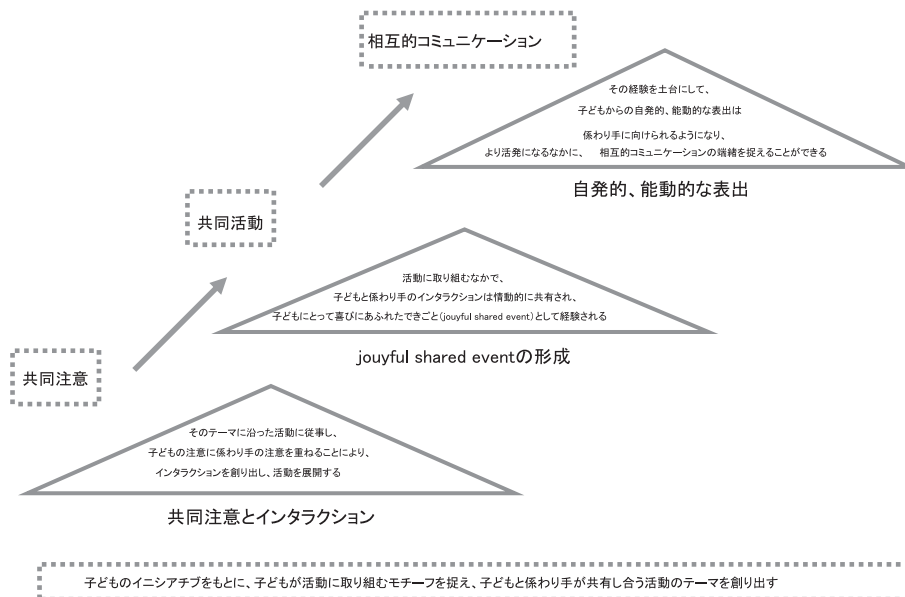 相互的コミュニケーション
その経験を土台にして、
子どもからの自発的、能動的な表出は
係わり手に向けられるようになり、
より活発になるなかに、 相互的コミュニケーションの端緒を捉えることができる
自発的、能動的な表出
共同活動
活動に取り組むなかで、
子どもと係わり手のインタラクションは情動的に共有され、
子どもにとって喜びにあふれたできごと(jouyful shared event)として経験される
jouyful shared eventの形成
共同注意
そのテーマに沿った活動に従事し、
子どもの注意に係わり手の注意を重ねることにより、
インタラクションを創り出し、活動を展開する
共同注意とインタラクション
子どものイニシアチブをもとに、子どもが活動に取り組むモチーフを捉え、子どもと係わり手が共有し合う活動のテーマを創り出す